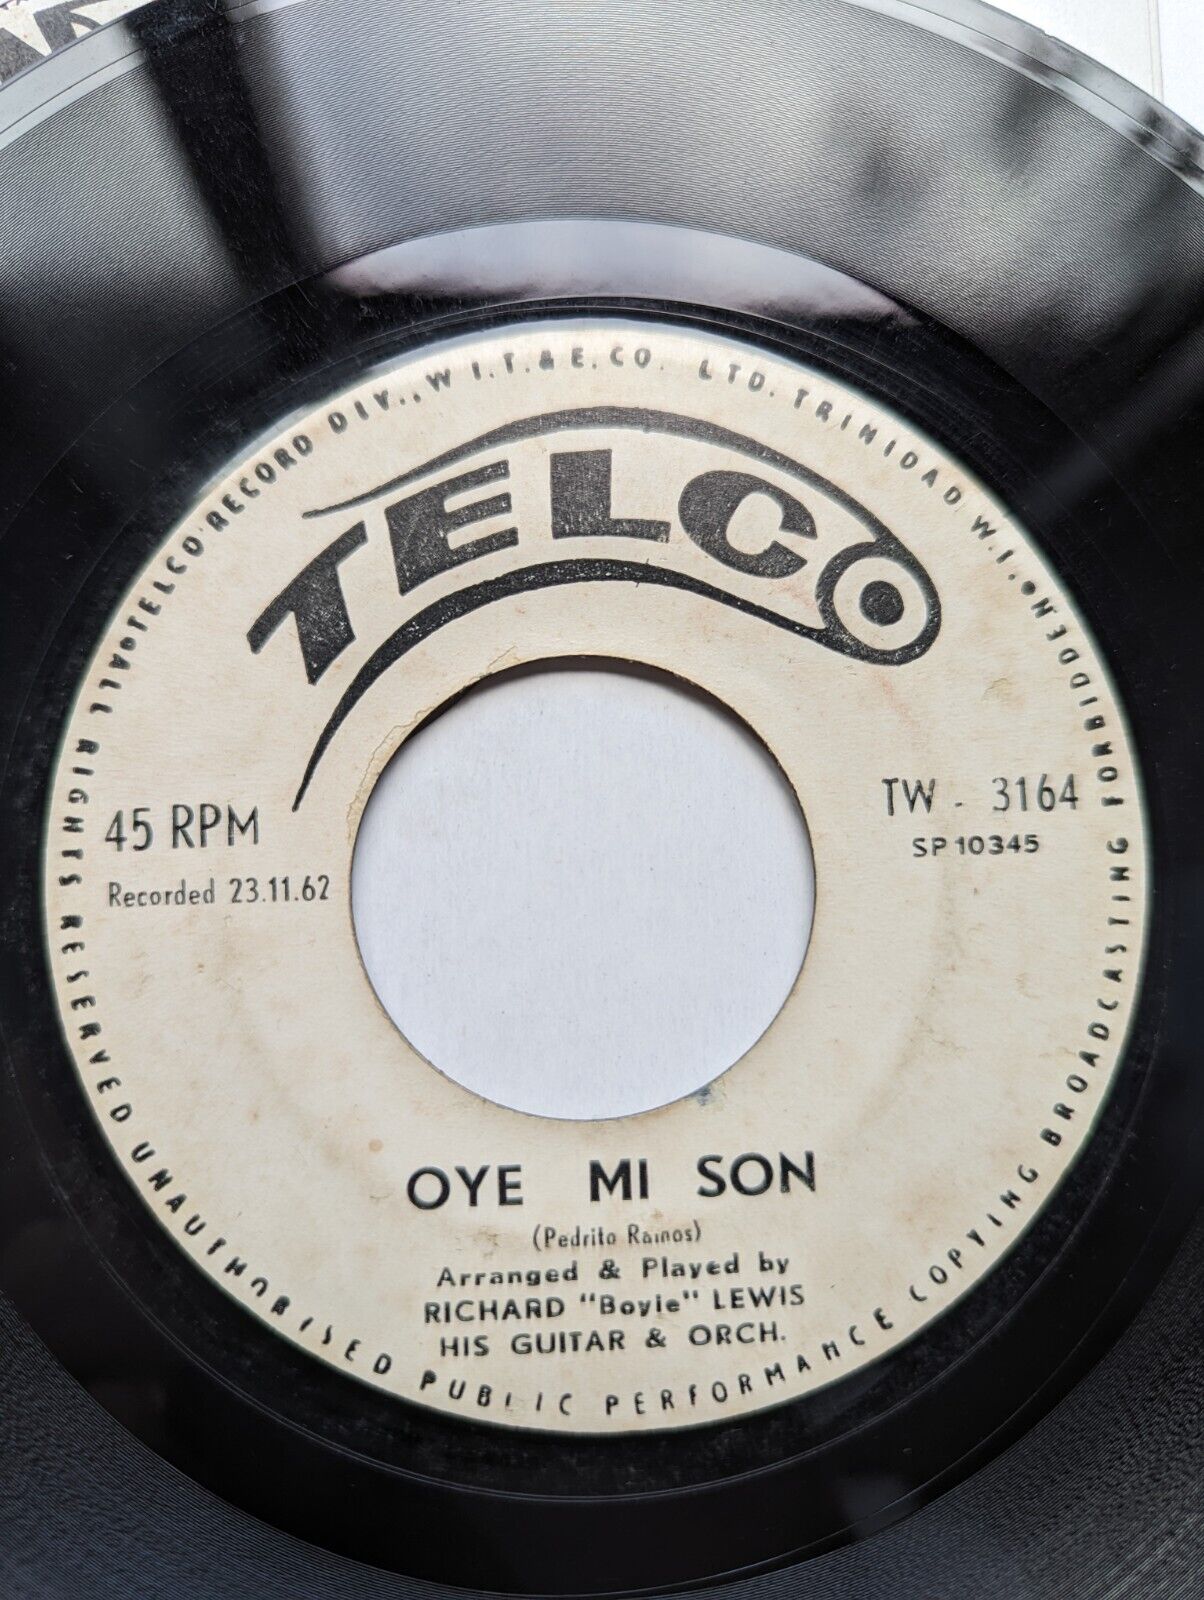 TELCO RECORD DIV., W I.T.& E. CO. LTD. TRINIDAD W.I. • ALL RIGHTS RESERVED UNAUTHORISED PUBLIC PERFORMANCE COPYING BROADCASTING FORBIDDEN
TELCO
45 RPM
Recorded 23.11.62
TW - 3164
SP 10345
OYE MI SON
(Pedrito Ramos)
Arranged & Played by
RICHARD "Boyie" LEWIS
HIS GUITAR & ORCH.